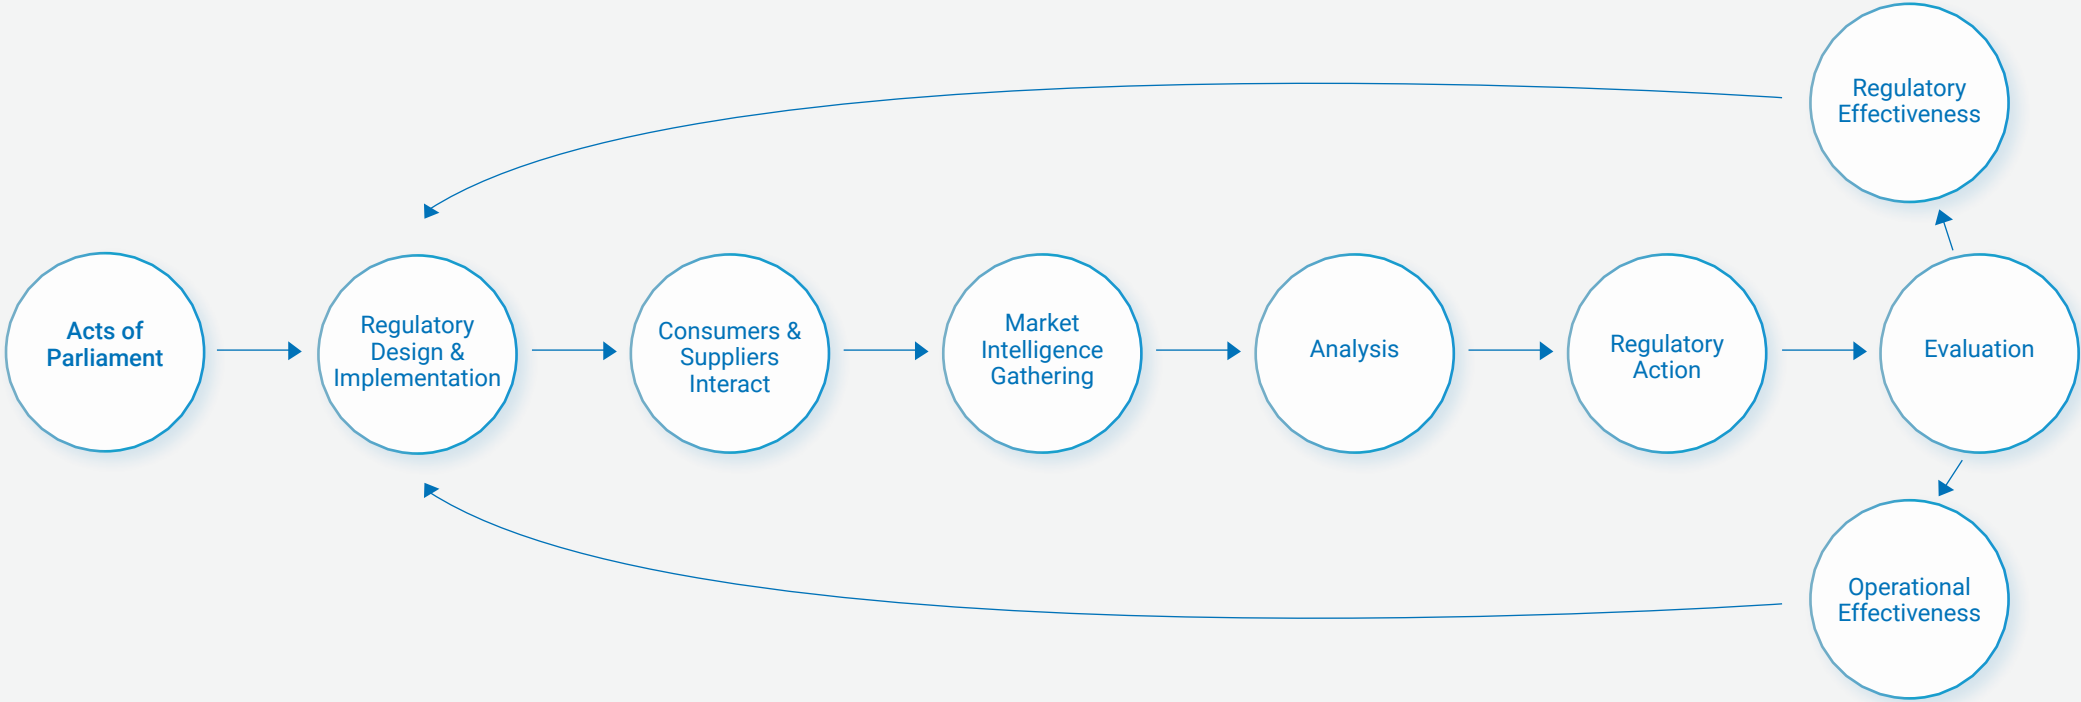 Regulatory
Effectiveness
Acts of
Parliament
Regulatory
Design &
Implementation
Consumers &
Suppliers
Interact
Market
Intelligence
Gathering
Analysis
Regulatory
Action
Evaluation
Operational
Effectiveness